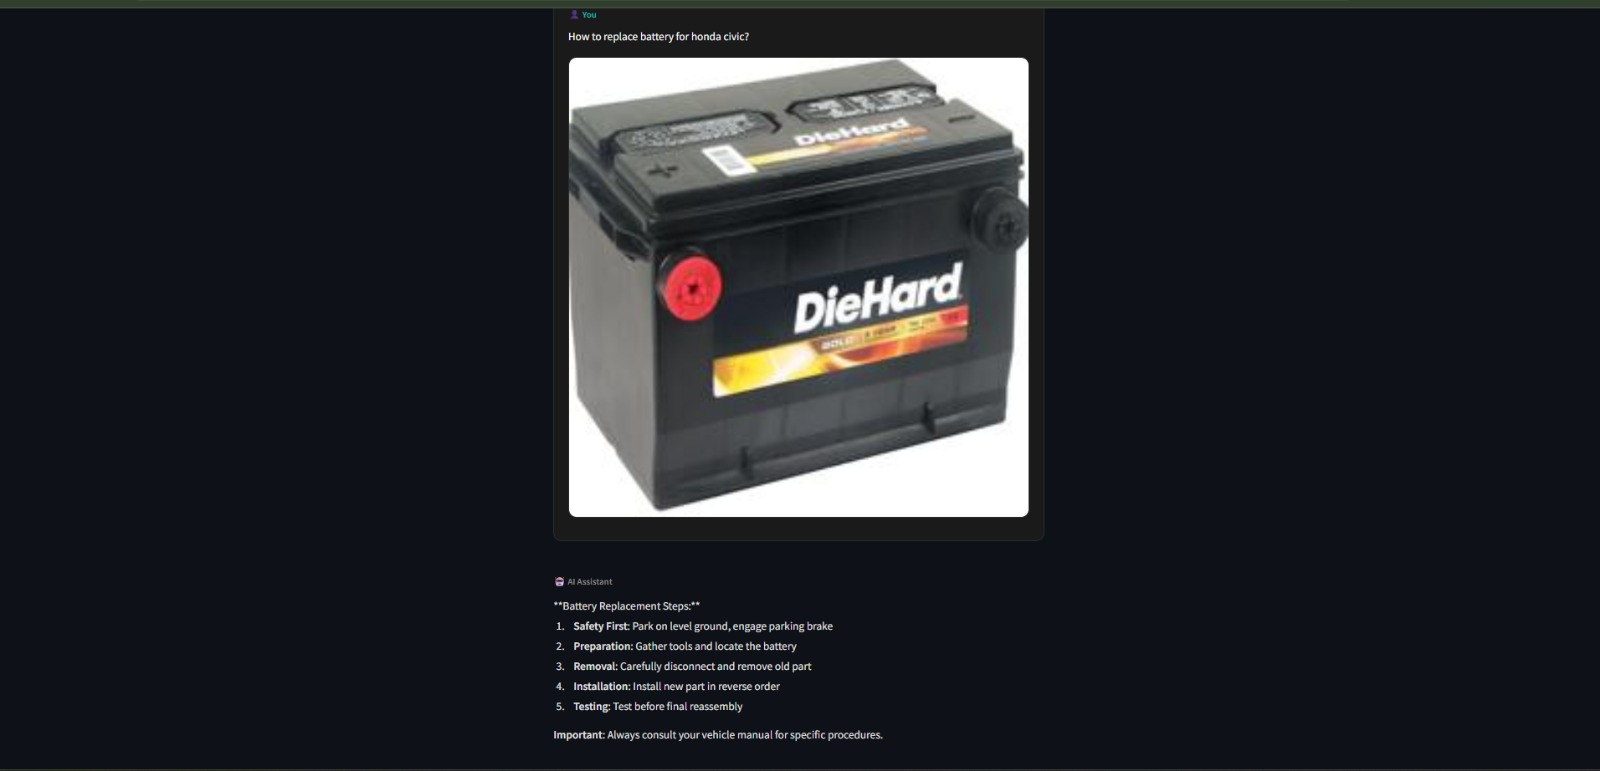 You
How to replace battery for honda civic?
DieHard
+
−
DieHard
GOLD
AI Assistant
**Battery Replacement Steps:**
1. Safety First: Park on level ground, engage parking brake
2. Preparation: Gather tools and locate the battery
3. Removal: Carefully disconnect and remove old part
4. Installation: Install new part in reverse order
5. Testing: Test before final reassembly
Important: Always consult your vehicle manual for specific procedures.